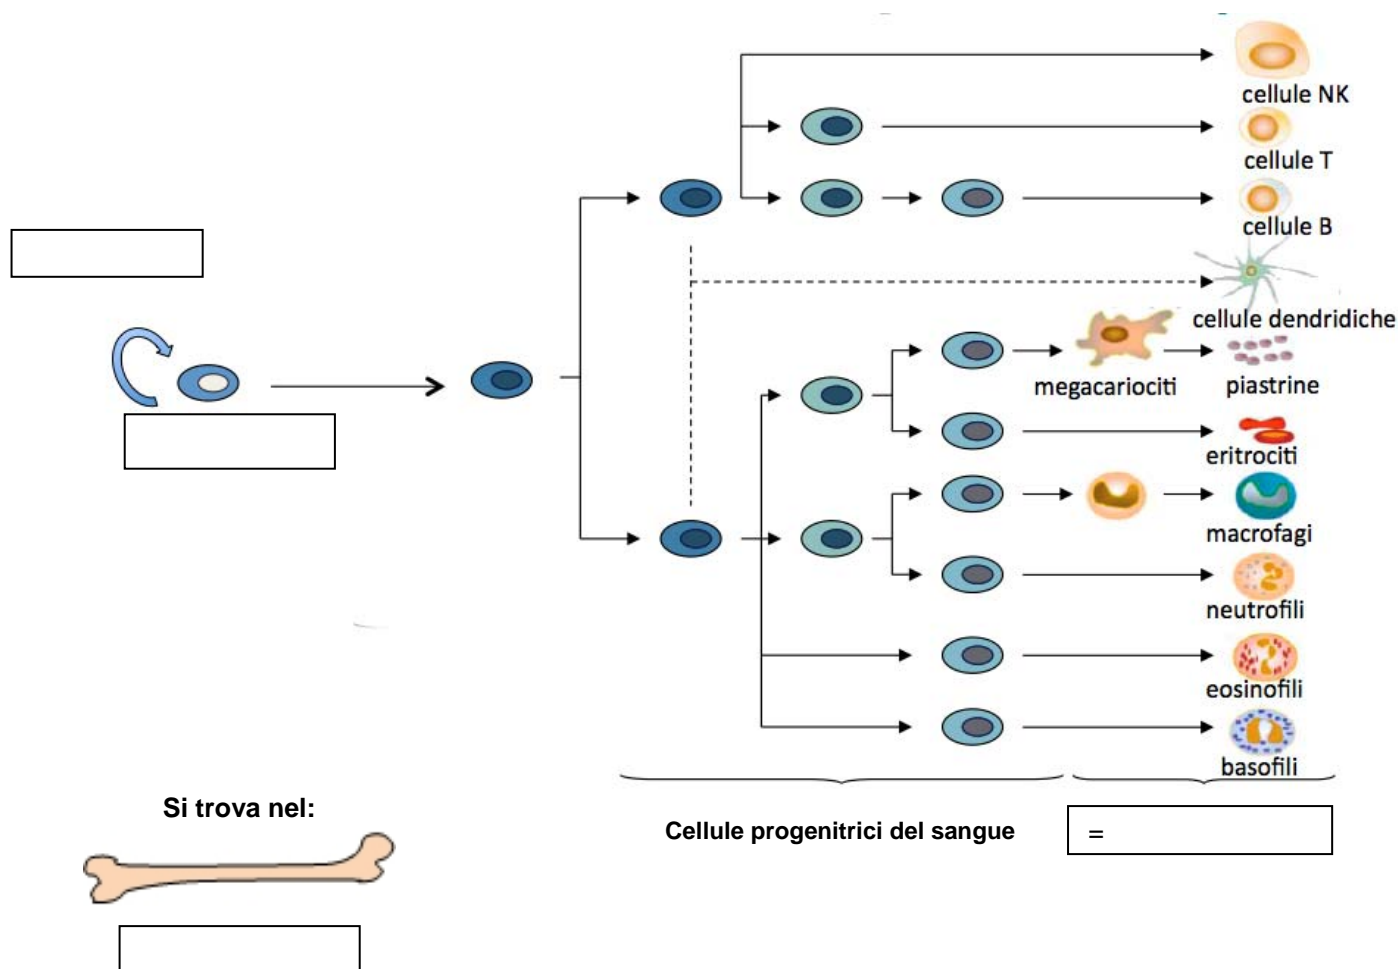 cellule NK
cellule T
cellule B
cellule dendridiche
megacariociti
piastrine
eritrociti
macrofagi
neutrofili
eosinofili
basofili
Si trova nel:
Cellule progenitrici del sangue
=